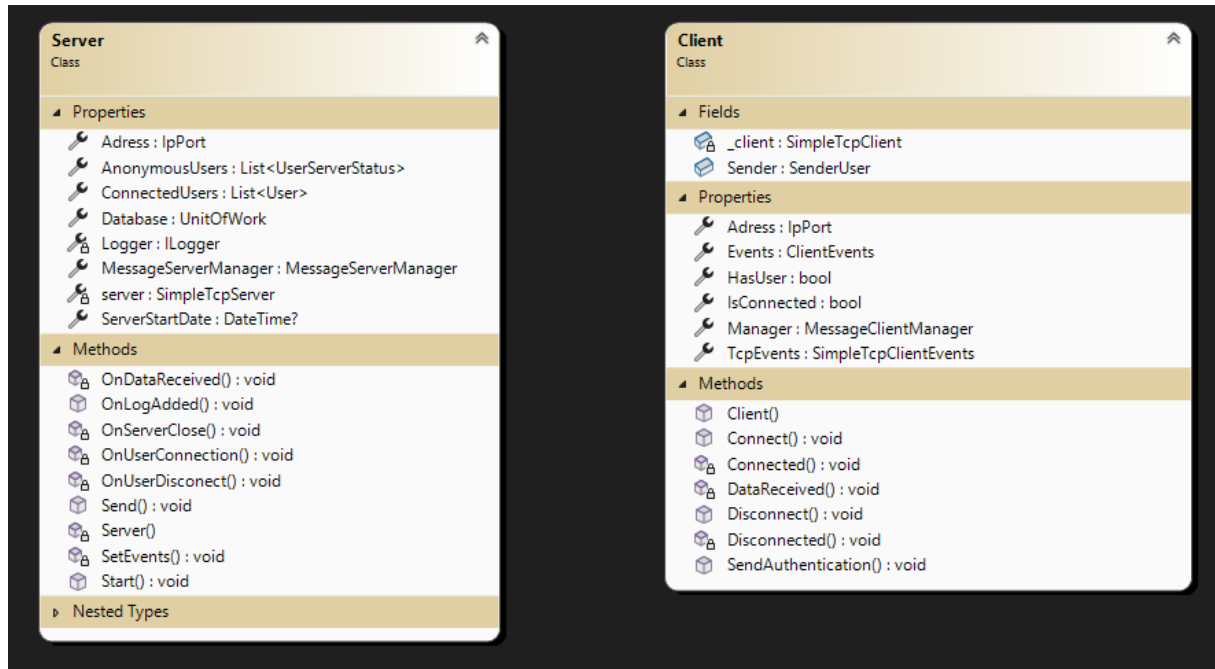 Server
Class
Properties
Adress : IpPort
AnonymousUsers : List<UserServerStatus>
ConnectedUsers : List<User>
Database : UnitOfWork
Logger : ILogger
MessageServerManager : MessageServerManager
server : SimpleTcpServer
ServerStartDate : DateTime?
Methods
OnDataReceived() : void
OnLogAdded() : void
OnServerClose() : void
OnUserConnection() : void
OnUserDisconect() : void
Send() : void
Server()
SetEvents() : void
Start() : void
Nested Types
Client
Class
Fields
_client : SimpleTcpClient
Sender : SenderUser
Properties
Adress : IpPort
Events : ClientEvents
HasUser : bool
IsConnected : bool
Manager : MessageClientManager
TcpEvents : SimpleTcpClientEvents
Methods
Client()
Connect() : void
Connected() : void
DataReceived() : void
Disconnect() : void
Disconnected() : void
SendAuthentication() : void